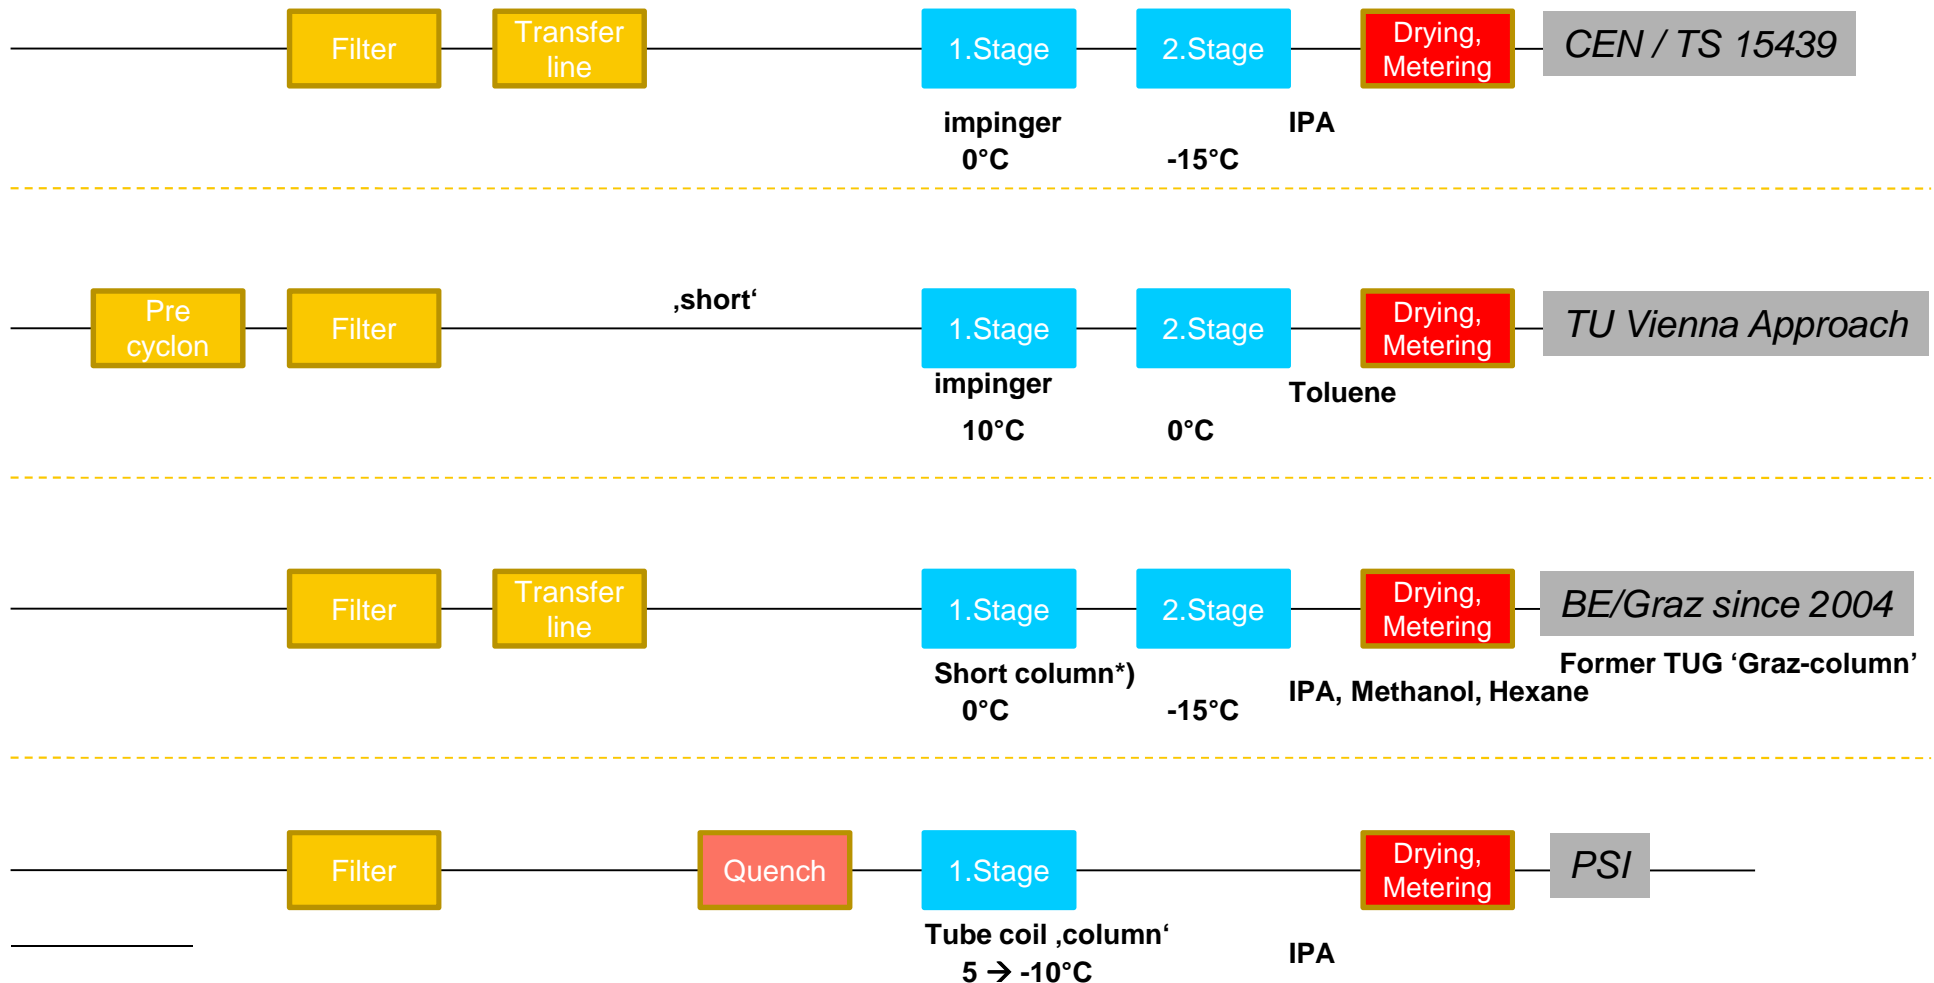 Filter
Transfer
line
1.Stage
2.Stage
Drying,
Metering
CEN / TS 15439
impinger
IPA
0°C
-15°C
Pre
cyclon
Filter
‚short‘
1.Stage
2.Stage
Drying,
Metering
TU Vienna Approach
impinger
Toluene
10°C
0°C
Filter
Transfer
line
1.Stage
2.Stage
Drying,
Metering
BE/Graz since 2004
Former TUG ‘Graz-column’
Short column*)
IPA, Methanol, Hexane
0°C
-15°C
Filter
Quench
1.Stage
Drying,
Metering
PSI
Tube coil ‚column‘
IPA
5 → -10°C